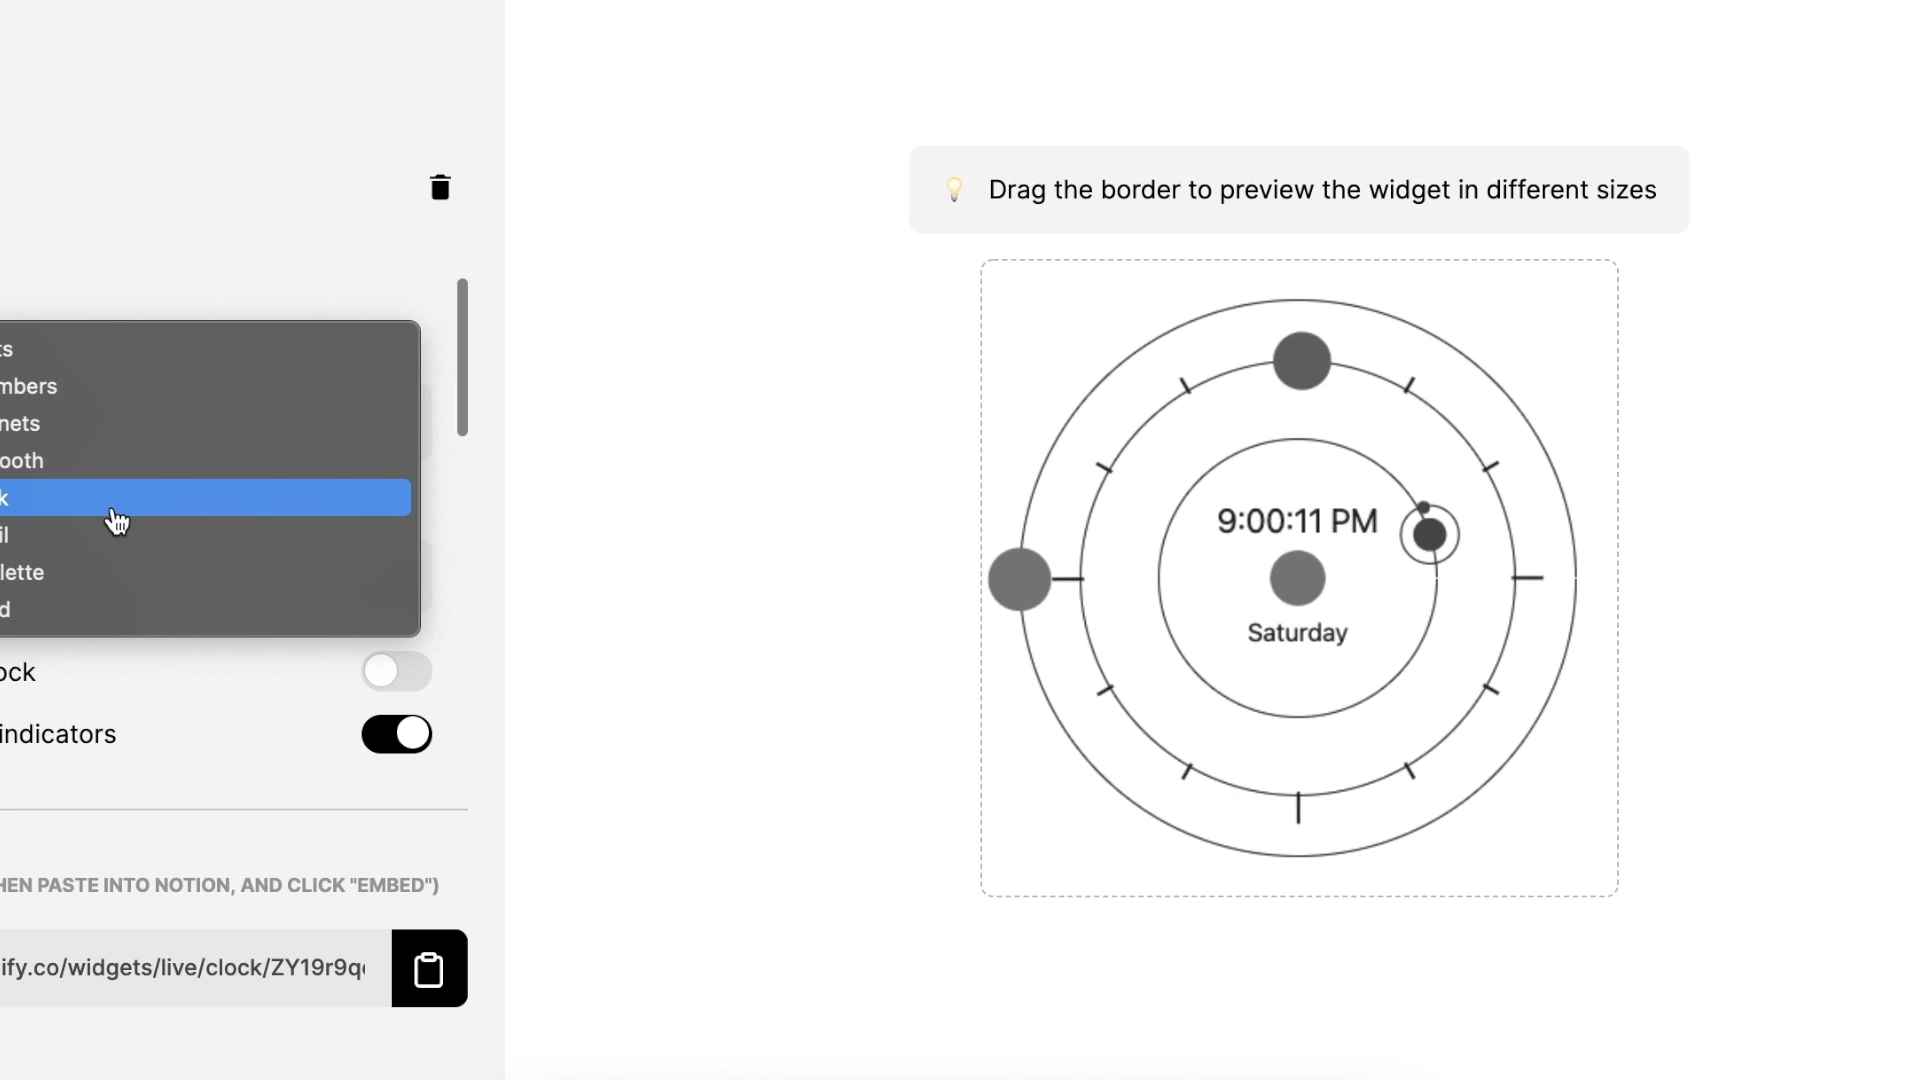 Drag the border to preview the widget in different sizes
ts
mbers
nets
ooth
k
il
lette
d
ock
indicators
9:00:11 PM
Saturday
HEN PASTE INTO NOTION, AND CLICK "EMBED")
ify.co/widgets/live/clock/ZY19r9q